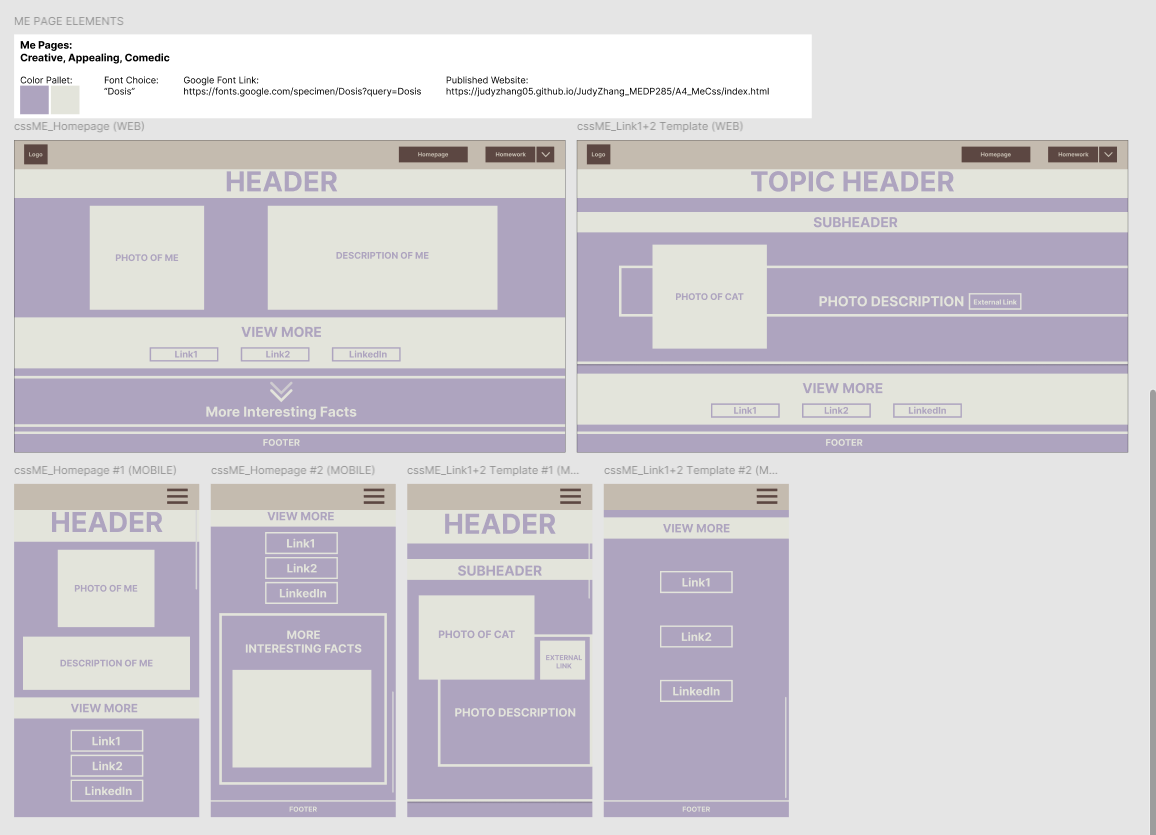 ME PAGE ELEMENTS
Me Pages:
Creative, Appealing, Comedic
Color Pallet:
Font Choice:
"Dosis"
Google Font Link:
https://fonts.google.com/specimen/Dosis?query=Dosis
Published Website:
https://judyzhang05.github.io/JudyZhang_MEDP285/A4_MeCss/index.html
cssME_Homepage (WEB)
Logo
Homepage
Homework
HEADER
PHOTO OF ME
DESCRIPTION OF ME
VIEW MORE
Link1
Link2
LinkedIn
More Interesting Facts
FOOTER
cssME_Link1+2 Template (WEB)
Logo
Homepage
Homework
TOPIC HEADER
SUBHEADER
PHOTO OF CAT
PHOTO DESCRIPTION
External Link
VIEW MORE
Link1
Link2
LinkedIn
FOOTER
cssME_Homepage #1 (MOBILE)
HEADER
PHOTO OF ME
DESCRIPTION OF ME
VIEW MORE
Link1
Link2
LinkedIn
cssME_Homepage #2 (MOBILE)
VIEW MORE
Link1
Link2
LinkedIn
MORE
INTERESTING FACTS
FOOTER
cssME_Link1+2 Template #1 (M...
HEADER
SUBHEADER
PHOTO OF CAT
EXTERNAL
LINK
PHOTO DESCRIPTION
cssME_Link1+2 Template #2 (M...
VIEW MORE
Link1
Link2
LinkedIn
FOOTER